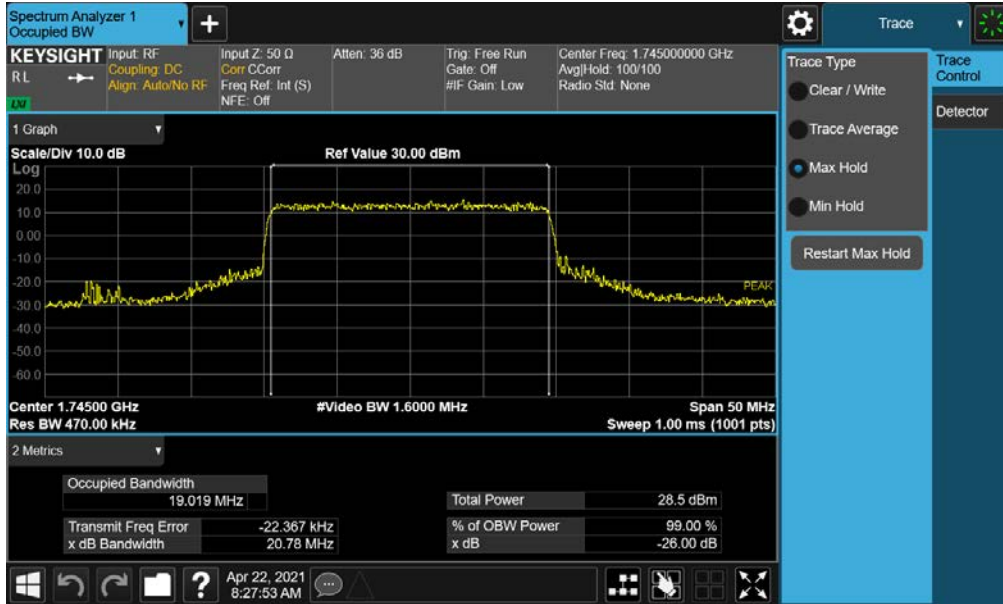 Spectrum Analyzer 1
Occupied BW
+
Trace
KEYSIGHT
RL
LXI
Input: RF
Coupling: DC
Align: Auto/No RF
Input Z: 50 Ω
Corr CCorr
Freq Ref: Int (S)
NFE: Off
Atten: 36 dB
Trig: Free Run
Gate: Off
#IF Gain: Low
Center Freq: 1.745000000 GHz
Avg|Hold: 100/100
Radio Std: None
1 Graph
Scale/Div 10.0 dB
Ref Value 30.00 dBm
Log
20.0
10.0
0.00
-10.0
-20.0
-30.0
-40.0
-50.0
-60.0
PEAK
Center 1.74500 GHz
#Video BW 1.6000 MHz
Span 50 MHz
Res BW 470.00 kHz
Sweep 1.00 ms (1001 pts)
2 Metrics
Occupied Bandwidth
19.019 MHz
Total Power 28.5 dBm
Transmit Freq Error -22.367 kHz
% of OBW Power 99.00 %
x dB Bandwidth 20.78 MHz
x dB -26.00 dB
Trace Type
Clear / Write
Trace Average
Max Hold
Min Hold
Restart Max Hold
Trace
Control
Detector
?
Apr 22, 2021
8:27:53 AM